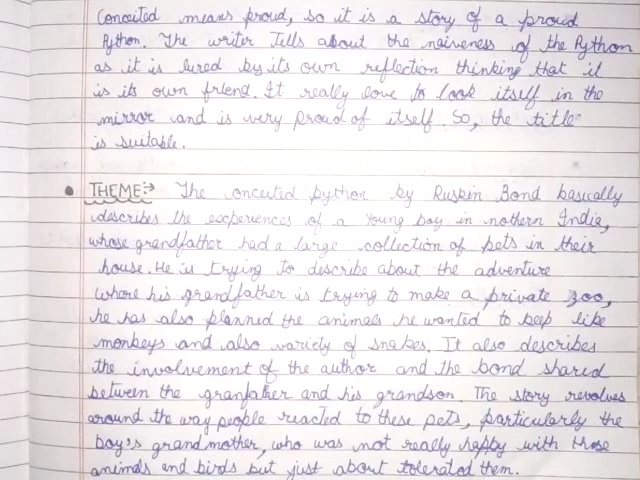 Conceited means proud, so it is a story of a proud
Python. The writer Tells about the naiveness of the Python
as it is lured by its own reflection thinking that it
is its own friend. It really love to look itself in the
mirror and is very proud of itself. So, the title
is suitable.
• THEME:→ The onceited python by Ruskin Bond basically
describes the experiences of a young boy in nothern India,
whose grandfather had a large collection of pets in their
house. He is trying to describe about the adventure
where his grandfather is trying to make a private zoo,
he has also planned the animals he wanted to keep like
monkeys and also variety of snakes. It also describes
the involvement of the author and the bond shared
between the granfather and his grandson. The story revolves
around the way people reacted to these pets, particularly the
boy's grandmother, who was not really happy with those
animals and birds but just about tolerated them.